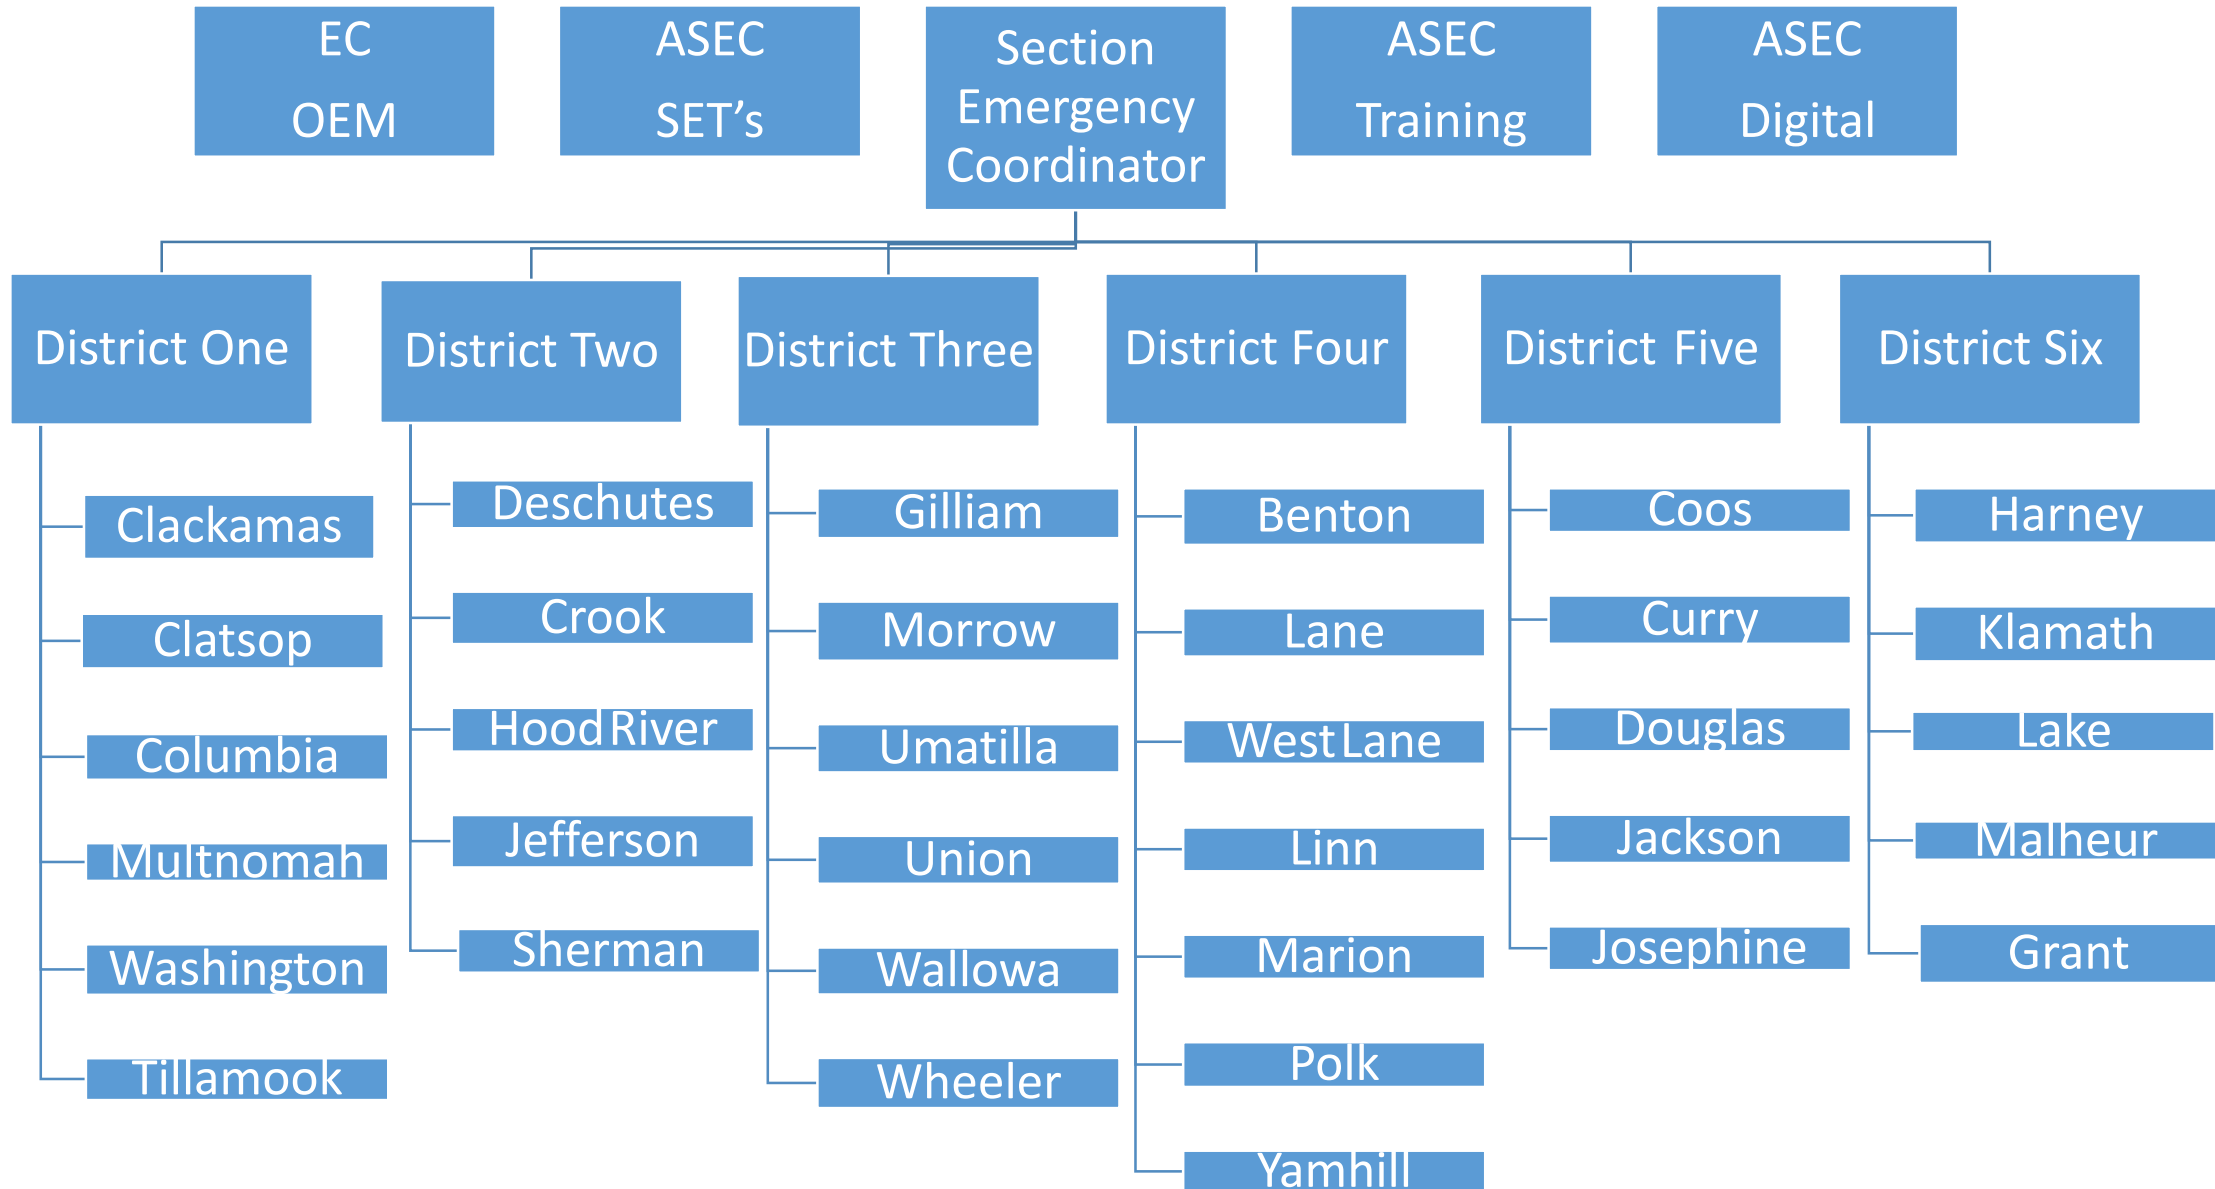 EC
OEM
ASEC
SET's
Section
Emergency
Coordinator
ASEC
Training
ASEC
Digital
District One
Clackamas
Clatsop
Columbia
Multnomah
Washington
Tillamook
District Two
Deschutes
Crook
Hood River
Jefferson
Sherman
District Three
Gilliam
Morrow
Umatilla
Union
Wallowa
Wheeler
District Four
Benton
Lane
West Lane
Linn
Marion
Polk
Yamhill
District Five
Coos
Curry
Douglas
Jackson
Josephine
District Six
Harney
Klamath
Lake
Malheur
Grant